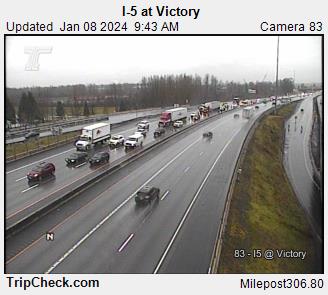 I-5 at Victory
Updated Jan 08 2024 9:43 AM Camera 83
N
83 - I5 @ Victory
TripCheck.com Milepost306.80